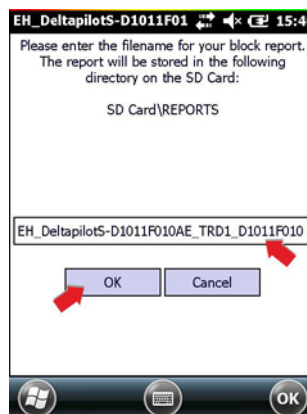 EH_DeltapilotS-D1011F01 15:4
Please enter the filename for your block report.
The report will be stored in the following
directory on the SD Card:
SD Card\REPORTS
EH_DeltapilotS-D1011F010AE_TRD1_D1011F010
OK Cancel
OK